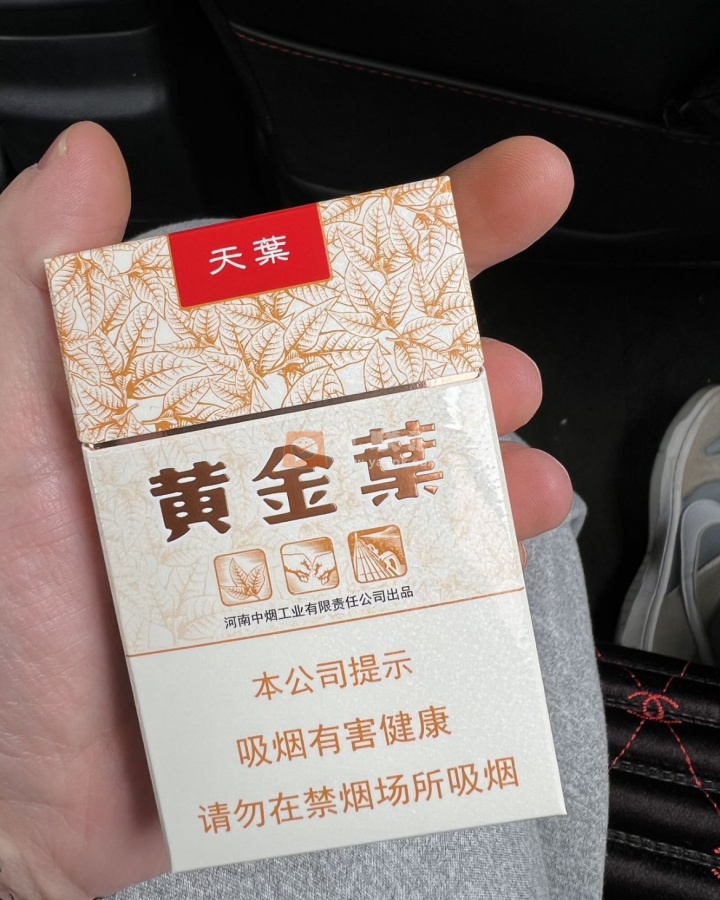 天葉
黄金葉
河南中烟工业有限责任公司出品
本公司提示
吸烟有害健康
请勿在禁烟场所吸烟